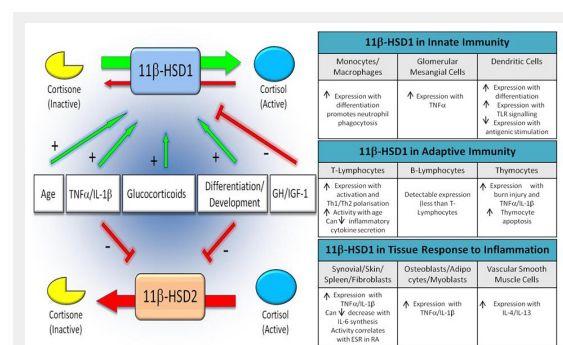 11β-HSD1
Cortisone
(Inactive)
Cortisol
(Active)
+
+
+
+
-
Age
TNFα/IL-1β
Glucocorticoids
Differentiation/
Development
GH/IGF-1
-
-
11β-HSD2
Cortisone
(Inactive)
Cortisol
(Active)
11β-HSD1 in Innate Immunity
Monocytes/
Macrophages
↑ Expression with
differentiation
promotes neutrophil
phagocytosis
Glomerular
Mesangial Cells
↑ Expression with
TNFα
Dendritic Cells
↑ Expression with
differentiation
↑ Expression with
TLR signalling
↓ Expression with
antigenic stimulation
11β-HSD1 in Adaptive Immunity
T-Lymphocytes
↑ Expression with
activation and
Th1/Th2 polarisation
↑ Activity with age
Can ↓ inflammatory
cytokine secretion
B-Lymphocytes
Detectable expression
(less than T-
Lymphocytes
Thymocytes
↑ Expression with
burn injury and
TNFα/IL-1β
↑ Thymocyte
apoptosis
11β-HSD1 in Tissue Response to Inflammation
Synovial/Skin/
Spleen/Fibroblasts
↑ Expression with
TNFα/IL-1β
Can ↓ decrease with
IL-6 synthesis
Activity correlates
with ESR in RA
Osteoblasts/Adipo
cytes/Myoblasts
↑ Expression with
TNFα/IL-1β
Vascular Smooth
Muscle Cells
↑ Expression with
IL-4/IL-13